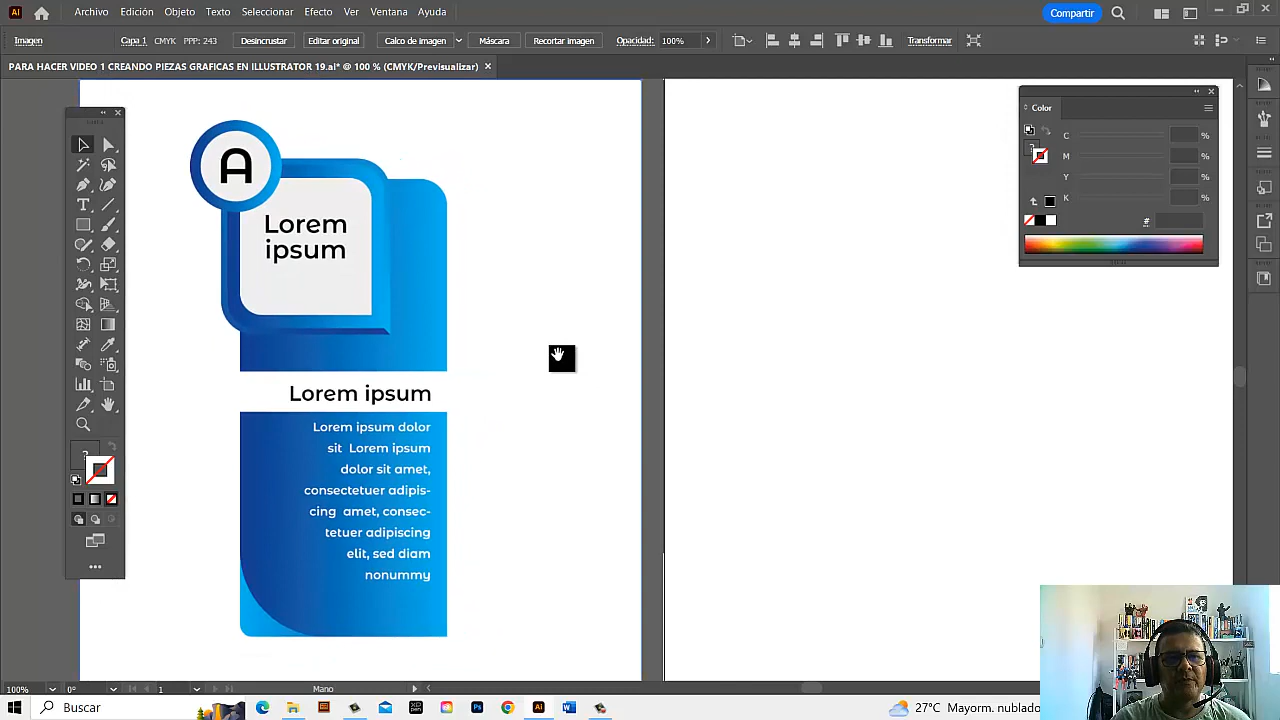 Archivo Edición Objeto Texto Seleccionar Efecto Ver Ventana Ayuda
Compartir
Imagen Capa 1 CMYK PPP: 243 Desincrustar Editar original Calco de imagen Máscara Recortar imagen Opacidad: 100% Transformar
PARA HACER VIDEO 1 CREANDO PIEZAS GRAFICAS EN ILLUSTRATOR 19.ai* @ 100 % (CMYK/Previsualizar)
Color
C %
M %
Y %
K %
#
A
Lorem
ipsum
Lorem ipsum
Lorem ipsum dolor
sit Lorem ipsum
dolor sit amet,
consectetuer adipis-
cing amet, consec-
tetuer adipiscing
elit, sed diam
nonummy
100% 0° 1 Mano
Buscar
27°C Mayorm. nublado